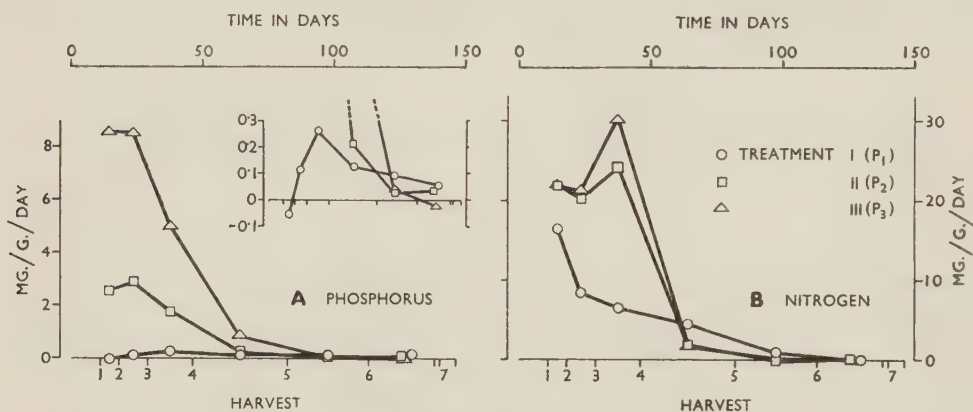 TIME IN DAYS
0 50 100 150
TIME IN DAYS
0 50 100 150
MG./G./DAY
8
6
4
2
0
0·3
0·2
0·1
0
-0·1
A PHOSPHORUS
1 2 3 4 5 6 7
HARVEST
TREATMENT I (P₁)
II (P₂)
III (P₃)
B NITROGEN
30
20
10
0
MG./G./DAY
1 2 3 4 5 6 7
HARVEST